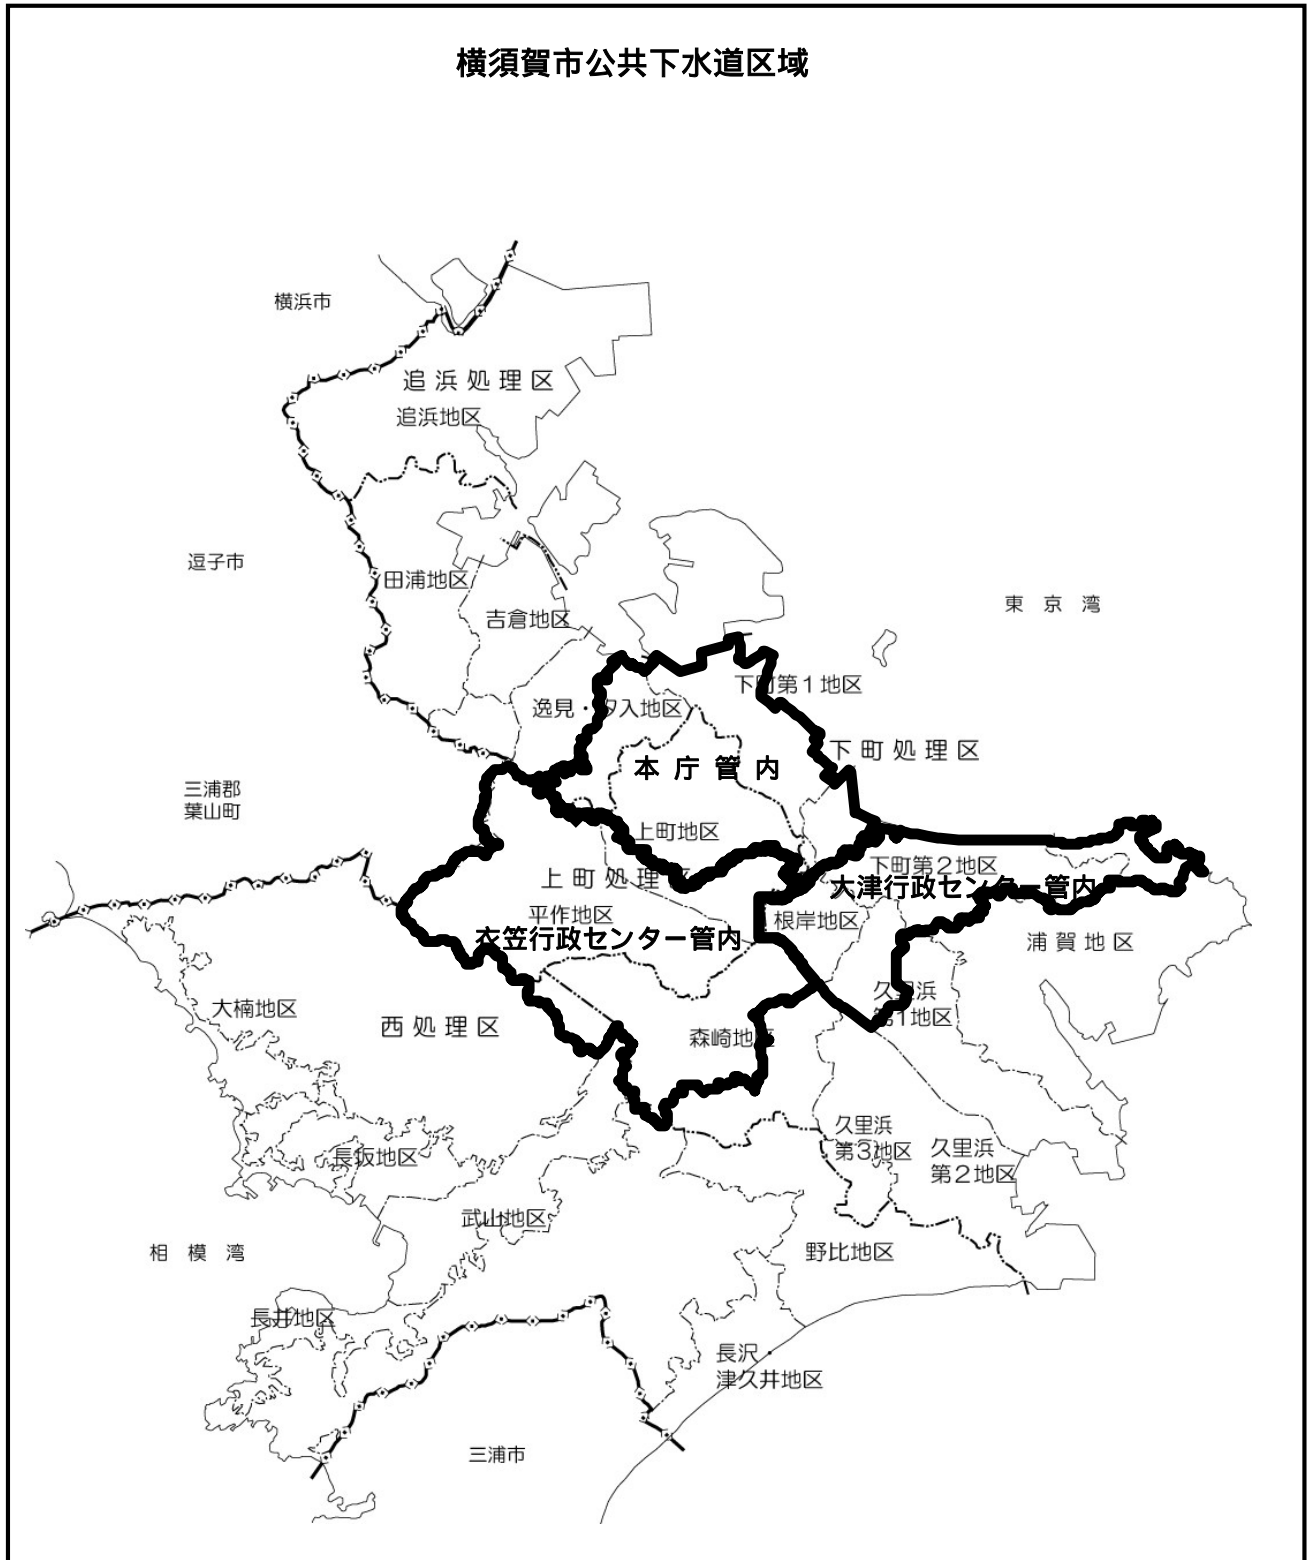 横須賀市公共下水道区域
横浜市
追浜処理区
追浜地区
逗子市
田浦地区
東京湾
吉倉地区
下町第1地区
逸見・汐入地区
下町処理区
本庁管内
三浦郡
葉山町
上町地区
下町第2地区
上町処理区
大津行政センター管内
平作地区
根岸地区
衣笠行政センター管内
浦賀地区
久里浜
第1地区
大楠地区
西処理区
森崎地区
久里浜
第3地区
久里浜
第2地区
長坂地区
武山地区
相模湾
野比地区
長井地区
長沢・
津久井地区
三浦市